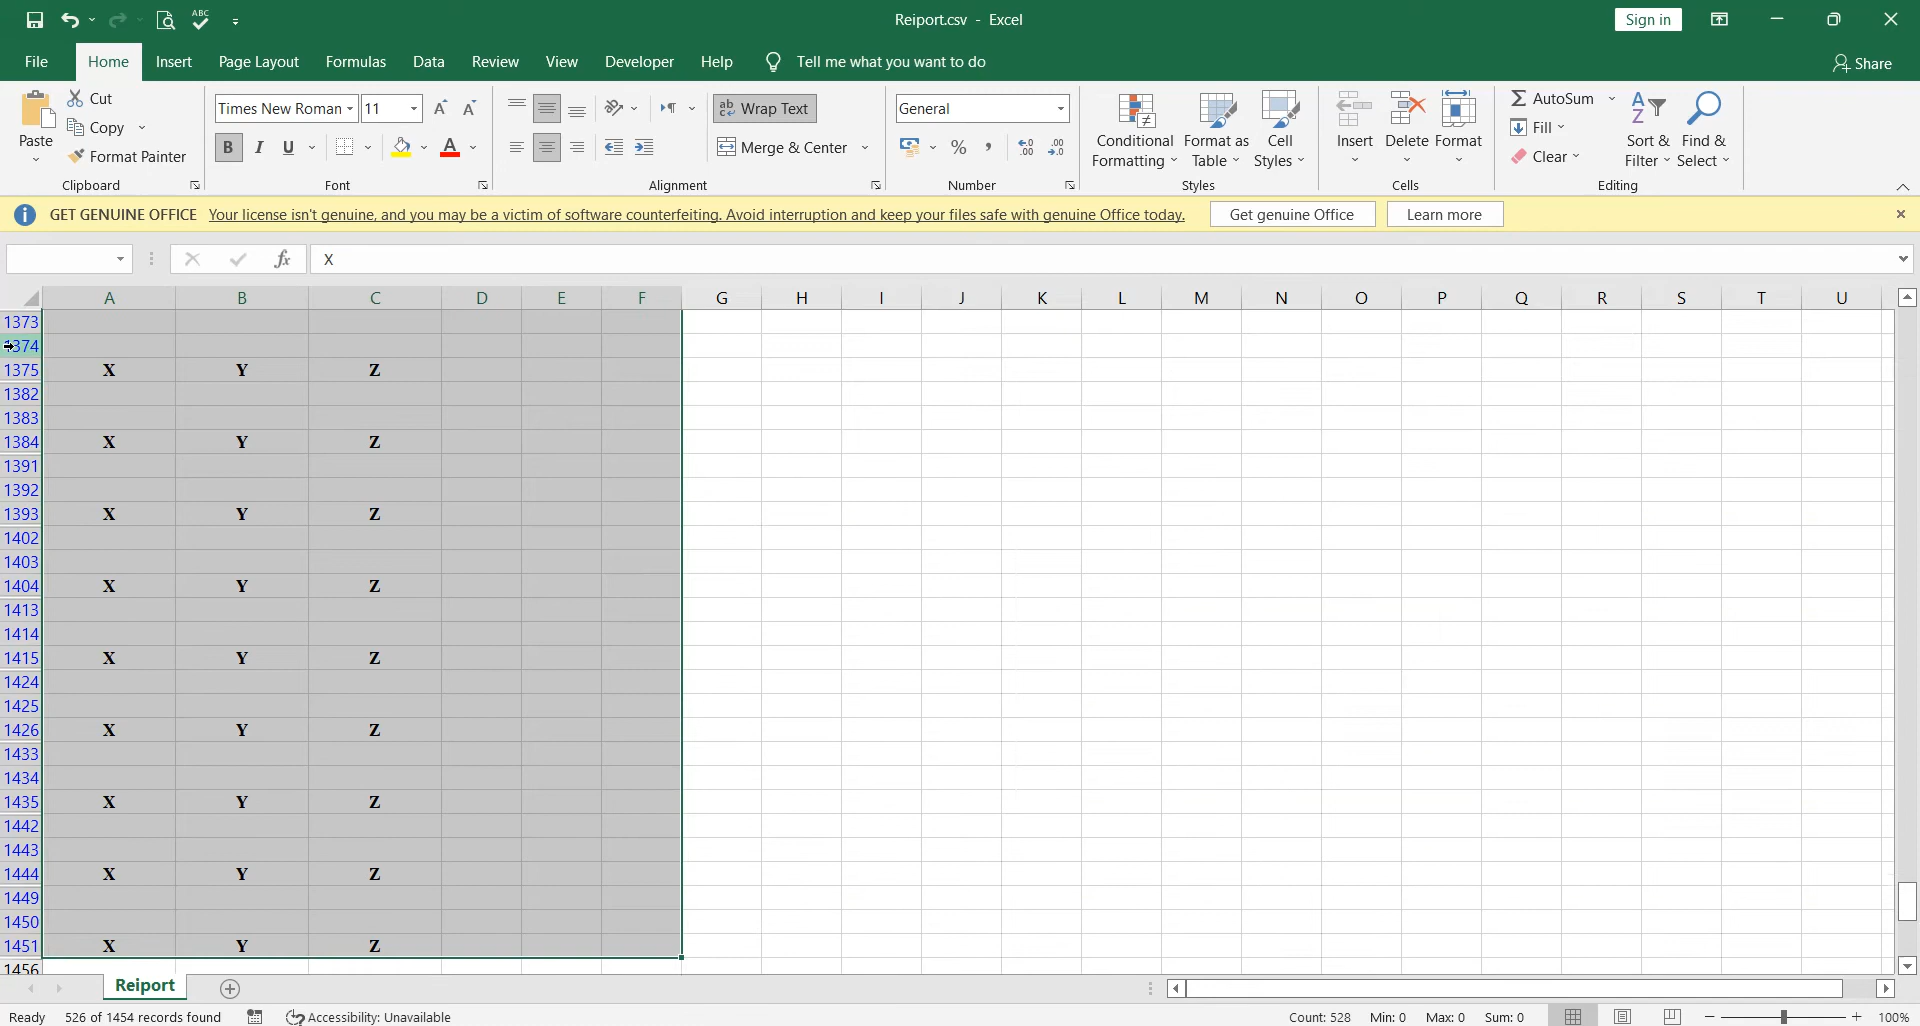 ABC
Reiport.csv - Excel
Sign in
File Home Insert Page Layout Formulas Data Review View Developer Help Tell me what you want to do Share
Paste
Cut
Copy
Format Painter
Clipboard
Times New Roman 11
A A
B I U A
Font
ab Wrap Text
Merge & Center
Alignment
General
% ,
Number
Conditional Formatting
Format as Table
Cell Styles
Styles
Insert Delete Format
Cells
AutoSum
Fill
Clear
Sort & Filter
Find & Select
Editing
GET GENUINE OFFICE Your license isn't genuine, and you may be a victim of software counterfeiting. Avoid interruption and keep your files safe with genuine Office today. Get genuine Office Learn more
fx X
A B C D E F G H I J K L M N O P Q R S T U
1373
1374
1375 X Y Z
1382
1383
1384 X Y Z
1391
1392
1393 X Y Z
1402
1403
1404 X Y Z
1413
1414
1415 X Y Z
1424
1425
1426 X Y Z
1433
1434
1435 X Y Z
1442
1443
1444 X Y Z
1449
1450
1451 X Y Z
1456
Reiport
Ready 526 of 1454 records found Accessibility: Unavailable Count: 528 Min: 0 Max: 0 Sum: 0 100%